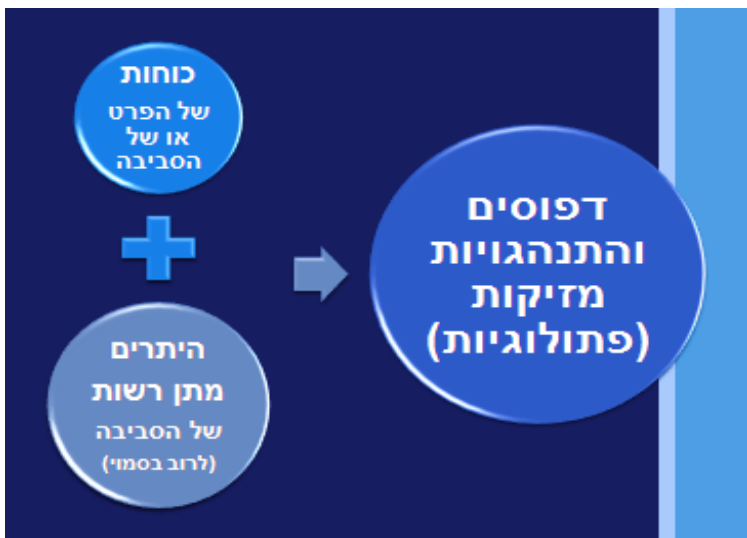 כוחות
של הפרט
או של
הסביבה
היתרים
מתן רשות
של הסביבה
(לרוב בסמוי)
דפוסים
והתנהגויות
מזיקות
(פתולוגיות)